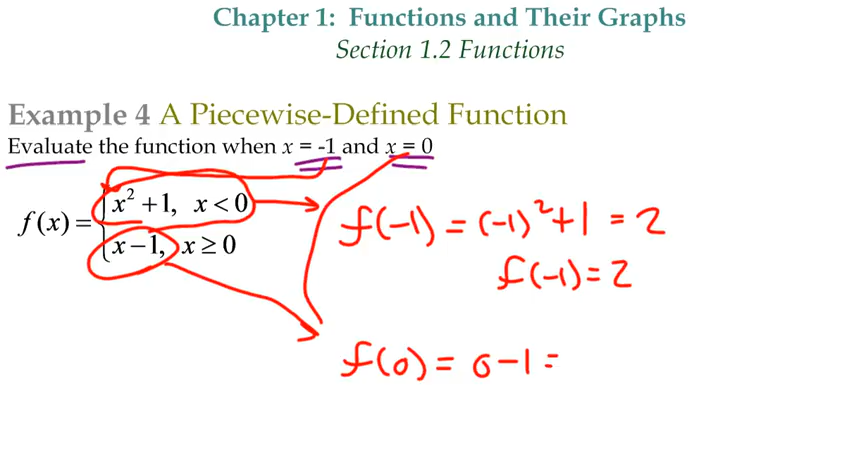 Chapter 1: Functions and Their Graphs
Section 1.2 Functions
Example 4 A Piecewise-Defined Function
Evaluate the function when x = -1 and x = 0
f(x) = { x² + 1, x < 0
x − 1, x ≥ 0
f(-1) = (-1)² + 1 = 2
f(-1) = 2
f(0) = 0 - 1 =